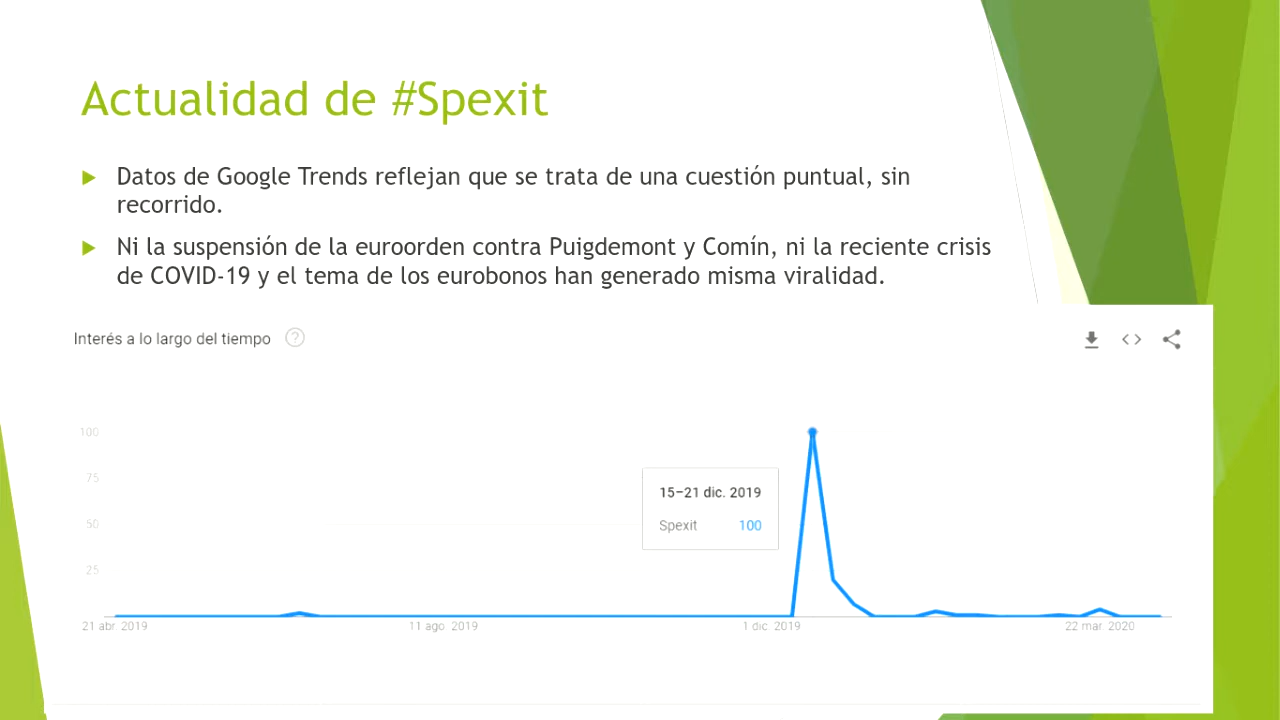 Actualidad de #Spexit
Datos de Google Trends reflejan que se trata de una cuestión puntual, sin
recorrido.
Ni la suspensión de la euroorden contra Puigdemont y Comín, ni la reciente crisis
de COVID-19 y el tema de los eurobonos han generado misma viralidad.
Interés a lo largo del tiempo ?
100
75
50
25
15–21 dic. 2019
Spexit 100
21 abr. 2019 11 ago. 2019 1 dic. 2019 22 mar. 2020